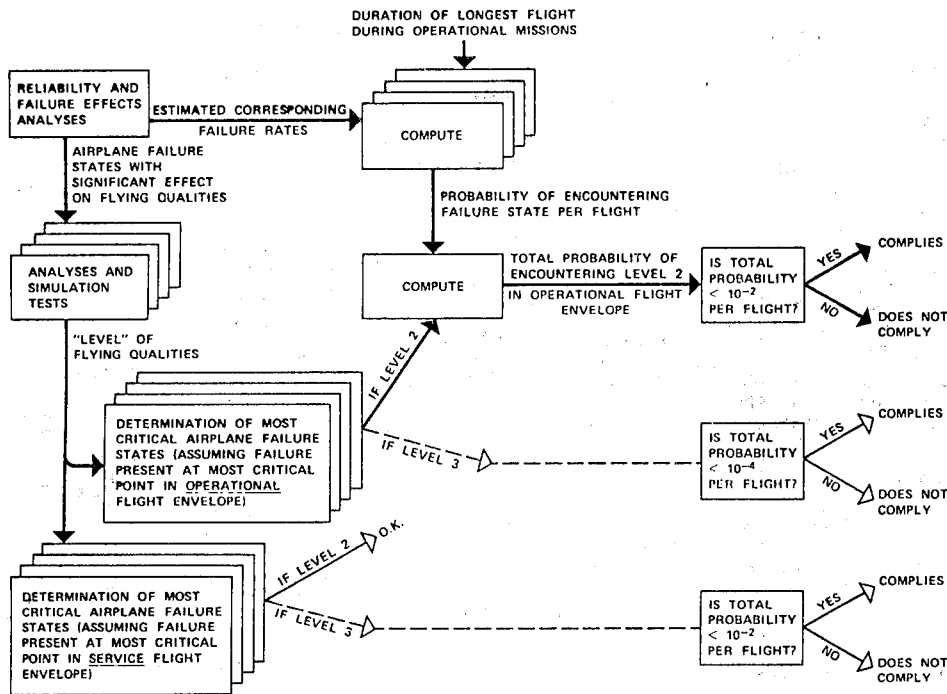 DURATION OF LONGEST FLIGHT
DURING OPERATIONAL MISSIONS
RELIABILITY AND
FAILURE EFFECTS
ANALYSES
ESTIMATED CORRESPONDING
FAILURE RATES
COMPUTE
AIRPLANE FAILURE
STATES WITH
SIGNIFICANT EFFECT
ON FLYING QUALITIES
PROBABILITY OF ENCOUNTERING
FAILURE STATE PER FLIGHT
ANALYSES AND
SIMULATION
TESTS
COMPUTE
TOTAL PROBABILITY OF
ENCOUNTERING LEVEL 2
IN OPERATIONAL FLIGHT
ENVELOPE
IS TOTAL
PROBABILITY
< 10⁻²
PER FLIGHT?
YES
COMPLIES
NO
DOES NOT
COMPLY
"LEVEL" OF
FLYING QUALITIES
IF LEVEL 2
DETERMINATION OF MOST
CRITICAL AIRPLANE FAILURE
STATES (ASSUMING FAILURE
PRESENT AT MOST CRITICAL
POINT IN OPERATIONAL
FLIGHT ENVELOPE)
IF LEVEL 3
IS TOTAL
PROBABILITY
< 10⁻⁴
PER FLIGHT?
YES
COMPLIES
NO
DOES NOT
COMPLY
DETERMINATION OF MOST
CRITICAL AIRPLANE FAILURE
STATES (ASSUMING FAILURE
PRESENT AT MOST CRITICAL
POINT IN SERVICE FLIGHT
ENVELOPE)
IF LEVEL 2
O.K.
IF LEVEL 3
IS TOTAL
PROBABILITY
< 10⁻²
PER FLIGHT?
YES
COMPLIES
NO
DOES NOT
COMPLY